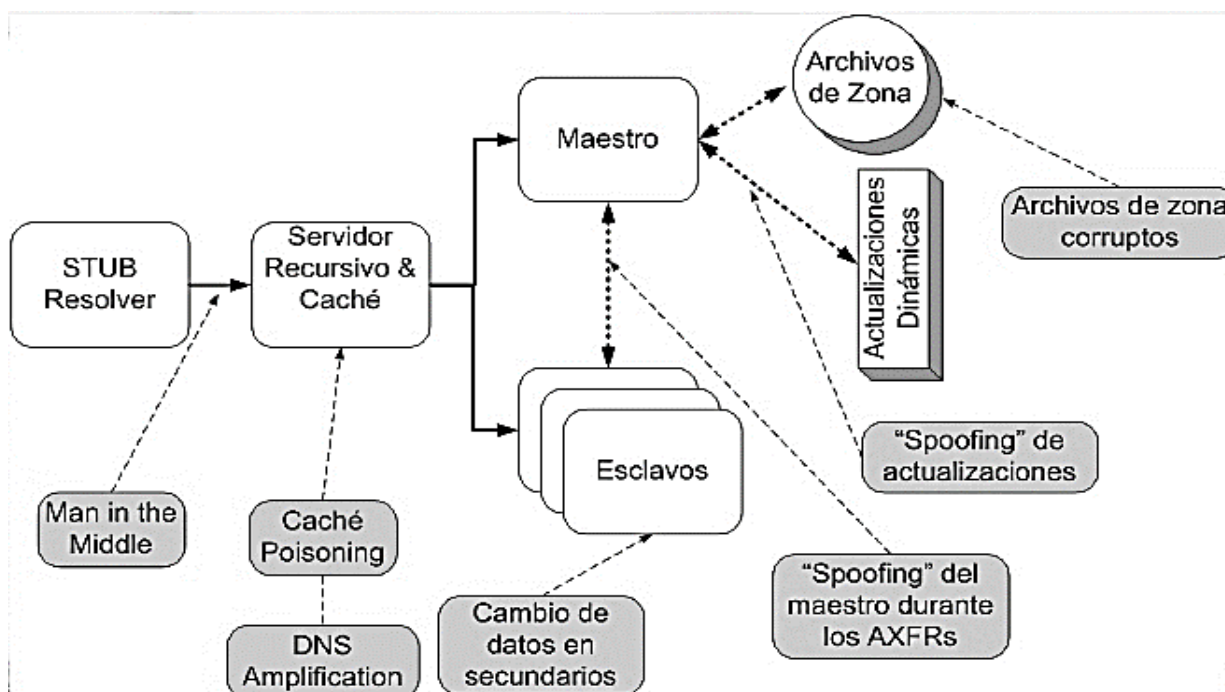 Archivos
de Zona
Maestro
Actualizaciones
Dinámicas
Archivos de zona
corruptos
STUB
Resolver
Servidor
Recursivo &
Caché
Esclavos
“Spoofing” de
actualizaciones
Man in the
Middle
Caché
Poisoning
“Spoofing” del
maestro durante
los AXFRs
Cambio de
datos en
secundarios
DNS
Amplification